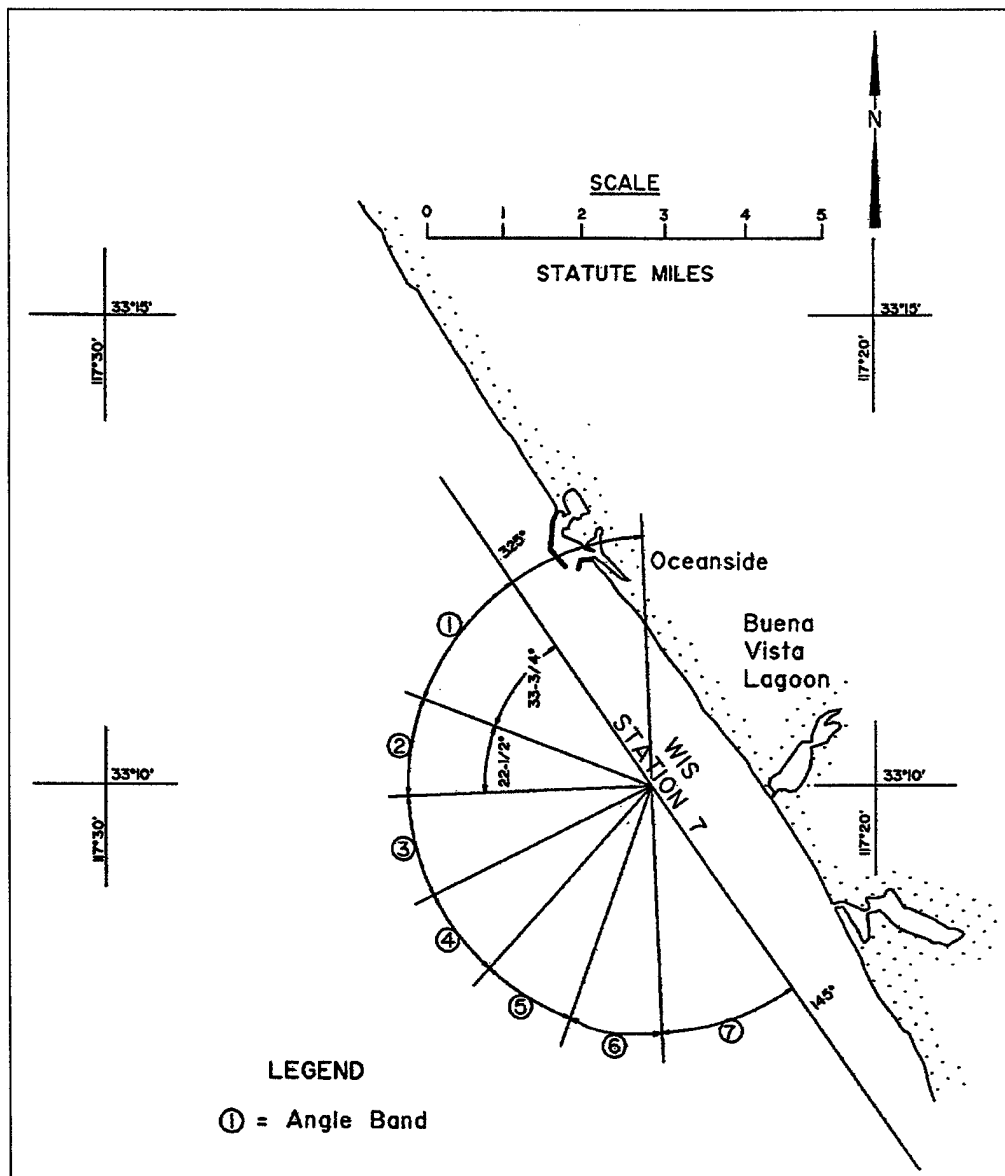 N
SCALE
0 1 2 3 4 5
STATUTE MILES
33°15'
117°30'
33°15'
117°20'
325°
Oceanside
①
33-3/4°
Buena
Vista
Lagoon
②
22-1/2°
WIS
STATION 7
33°10'
117°30'
33°10'
117°20'
③
④
⑤
⑥
⑦
145°
LEGEND
① = Angle Band